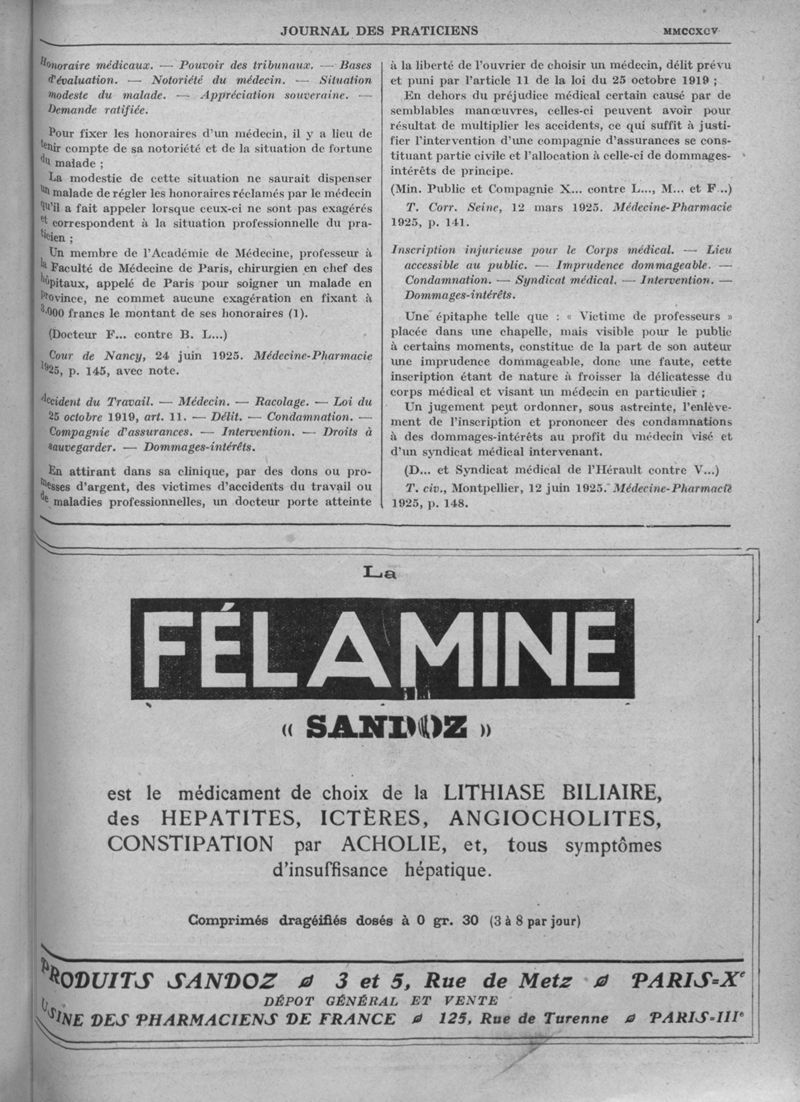 JOURNAL DES PRATICIENS
MMCCXCV
Honoraire médicaux. — Pouvoir des tribunaux. — Bases
d'évaluation. — Notoriété du médecin. — Situation
modeste du malade. — Appréciation souveraine. —
Demande ratifiée.
Pour fixer les honoraires d'un médecin, il y a lieu de
tenir compte de sa notoriété et de la situation de fortune
du malade ;
La modestie de cette situation ne saurait dispenser
un malade de régler les honoraires réclamés par le médecin
qu'il a fait appeler lorsque ceux-ci ne sont pas exagérés
et correspondent à la situation professionnelle du pra-
ticien ;
Un membre de l'Académie de Médecine, professeur à
la Faculté de Médecine de Paris, chirurgien en chef des
hôpitaux, appelé de Paris pour soigner un malade en
province, ne commet aucune exagération en fixant à
3.000 francs le montant de ses honoraires (1).
(Docteur F... contre B. L...)
Cour de Nancy, 24 juin 1925. Médecine-Pharmacie
1925, p. 145, avec note.
Accident du Travail. — Médecin. — Racolage. — Loi du
25 octobre 1919, art. 11. — Délit. — Condamnation. —
Compagnie d'assurances. — Intervention. — Droits à
sauvegarder. — Dommages-intérêts.
En attirant dans sa clinique, par des dons ou pro-
messes d'argent, des victimes d'accidents du travail ou
de maladies professionnelles, un docteur porte atteinte
à la liberté de l'ouvrier de choisir un médecin, délit prévu
et puni par l'article 11 de la loi du 25 octobre 1919 ;
En dehors du préjudice médical certain causé par de
semblables manœuvres, celles-ci peuvent avoir pour
résultat de multiplier les accidents, ce qui suffit à justi-
fier l'intervention d'une compagnie d'assurances se cons-
tituant partie civile et l'allocation à celle-ci de dommages-
intérêts de principe.
(Min. Public et Compagnie X... contre L..., M... et F..)
T. Corr. Seine, 12 mars 1925. Médecine-Pharmacie
1925, p. 141.
Inscription injurieuse pour le Corps médical. — Lieu
accessible au public. — Imprudence dommageable. —
Condamnation. — Syndicat médical. — Intervention. —
Dommages-intérêts.
Une épitaphe telle que : « Victime de professeurs »
placée dans une chapelle, mais visible pour le public
à certains moments, constitue de la part de son auteur
une imprudence dommageable, donc une faute, cette
inscription étant de nature à froisser la délicatesse du
corps médical et visant un médecin en particulier ;
Un jugement peut ordonner, sous astreinte, l'enlève-
ment de l'inscription et prononcer des condamnations
à des dommages-intérêts au profit du médecin visé et
d'un syndicat médical intervenant.
(D... et Syndicat médical de l'Hérault contre V...)
T. civ., Montpellier, 12 juin 1925. Médecine-Pharmacie
1925, p. 148.
La
FÉLAMINE
« SANDOZ »
est le médicament de choix de la LITHIASE BILIAIRE,
des HEPATITES, ICTÈRES, ANGIOCHOLITES,
CONSTIPATION par ACHOLIE, et, tous symptômes
d'insuffisance hépatique.
Comprimés dragéifiés dosés à 0 gr. 30 (3 à 8 par jour)
PRODUITS SANDOZ 3 et 5, Rue de Metz PARIS-Xe
DÉPOT GÉNÉRAL ET VENTE
USINE DES PHARMACIENS DE FRANCE 125, Rue de Turenne PARIS-IIIe